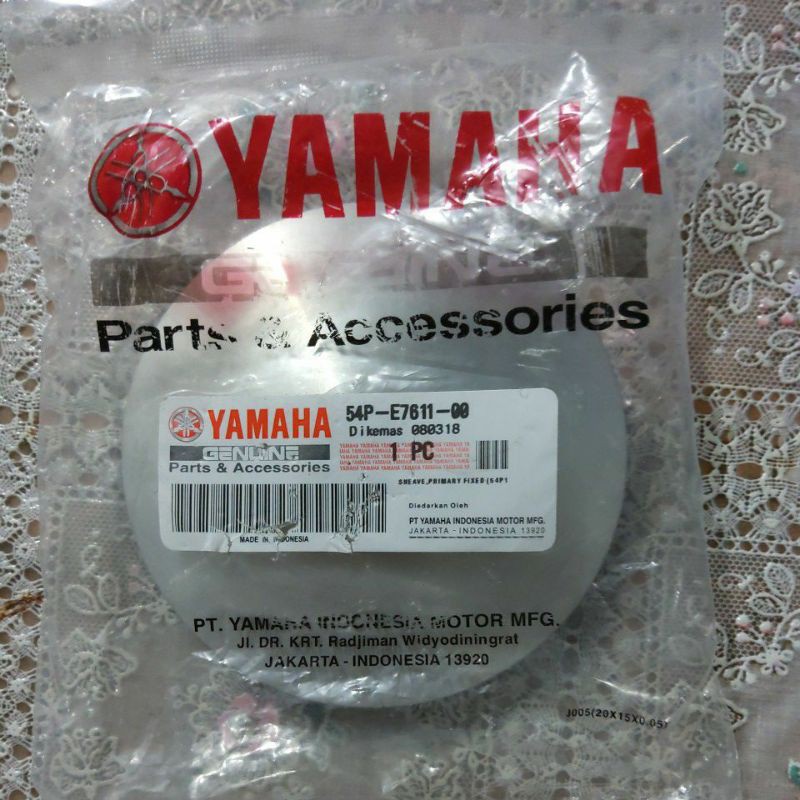 YAMAHA
GENUINE
Parts & Accessories
YAMAHA
GENUINE
Parts & Accessories
54P-E7611-00
Dikemas 080318
1 PC
SHEAVE,PRIMARY FIXED (54P1
Diedarkan Oleh
PT YAMAHA INDONESIA MOTOR MFG.
JAKARTA - INDONESIA 13920
MADE IN INDONESIA
PT. YAMAHA INDONESIA MOTOR MFG.
Jl. DR. KRT. Radjiman Widyodiningrat
JAKARTA - INDONESIA 13920
J005(20X15X0.05)